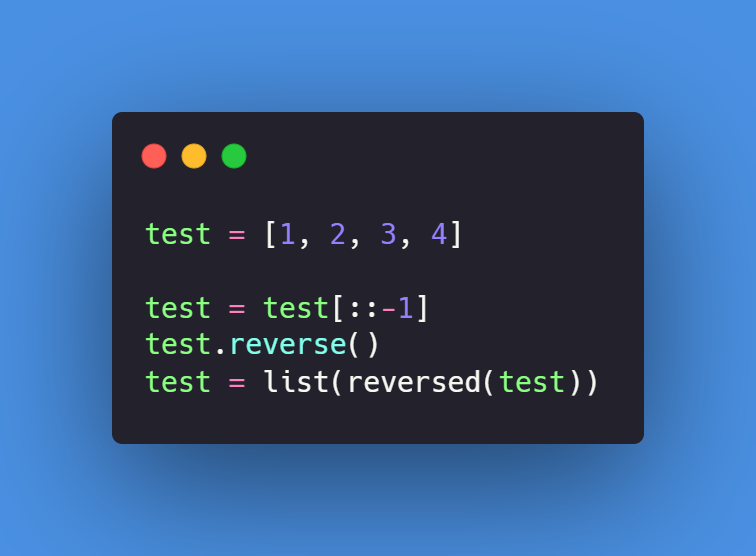 test = [1, 2, 3, 4]
test = test[::-1]
test.reverse()
test = list(reversed(test))